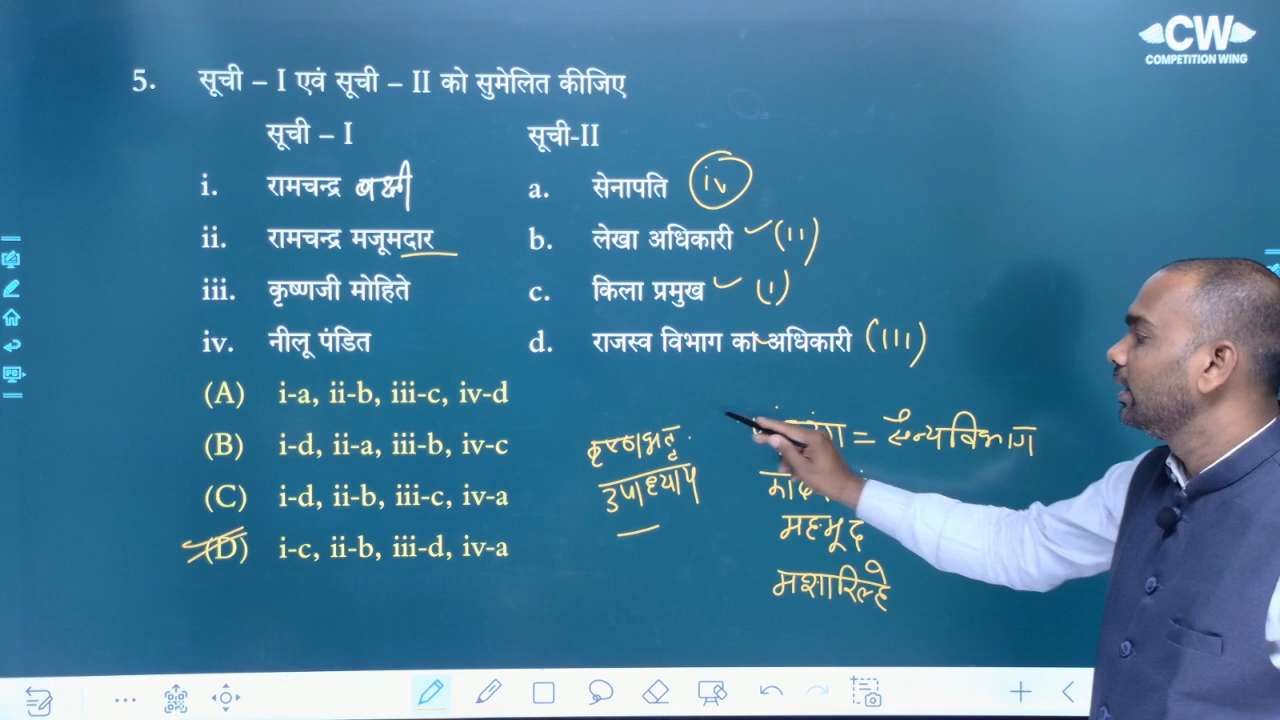 CW
COMPETITION WING
5. सूची – I एवं सूची – II को सुमेलित कीजिए
सूची – I सूची-II
i. रामचन्द्र बक्षी a. सेनापति iv
ii. रामचन्द्र मजूमदार b. लेखा अधिकारी (II)
iii. कृष्णजी मोहिते c. किला प्रमुख (I)
iv. नीलू पंडित d. राजस्व विभाग का अधिकारी (III)
(A) i-a, ii-b, iii-c, iv-d
(B) i-d, ii-a, iii-b, iv-c
(C) i-d, ii-b, iii-c, iv-a
(D) i-c, ii-b, iii-d, iv-a
= सैन्यविभाग
कृष्णभट्ट
उपाध्याय
महमूद